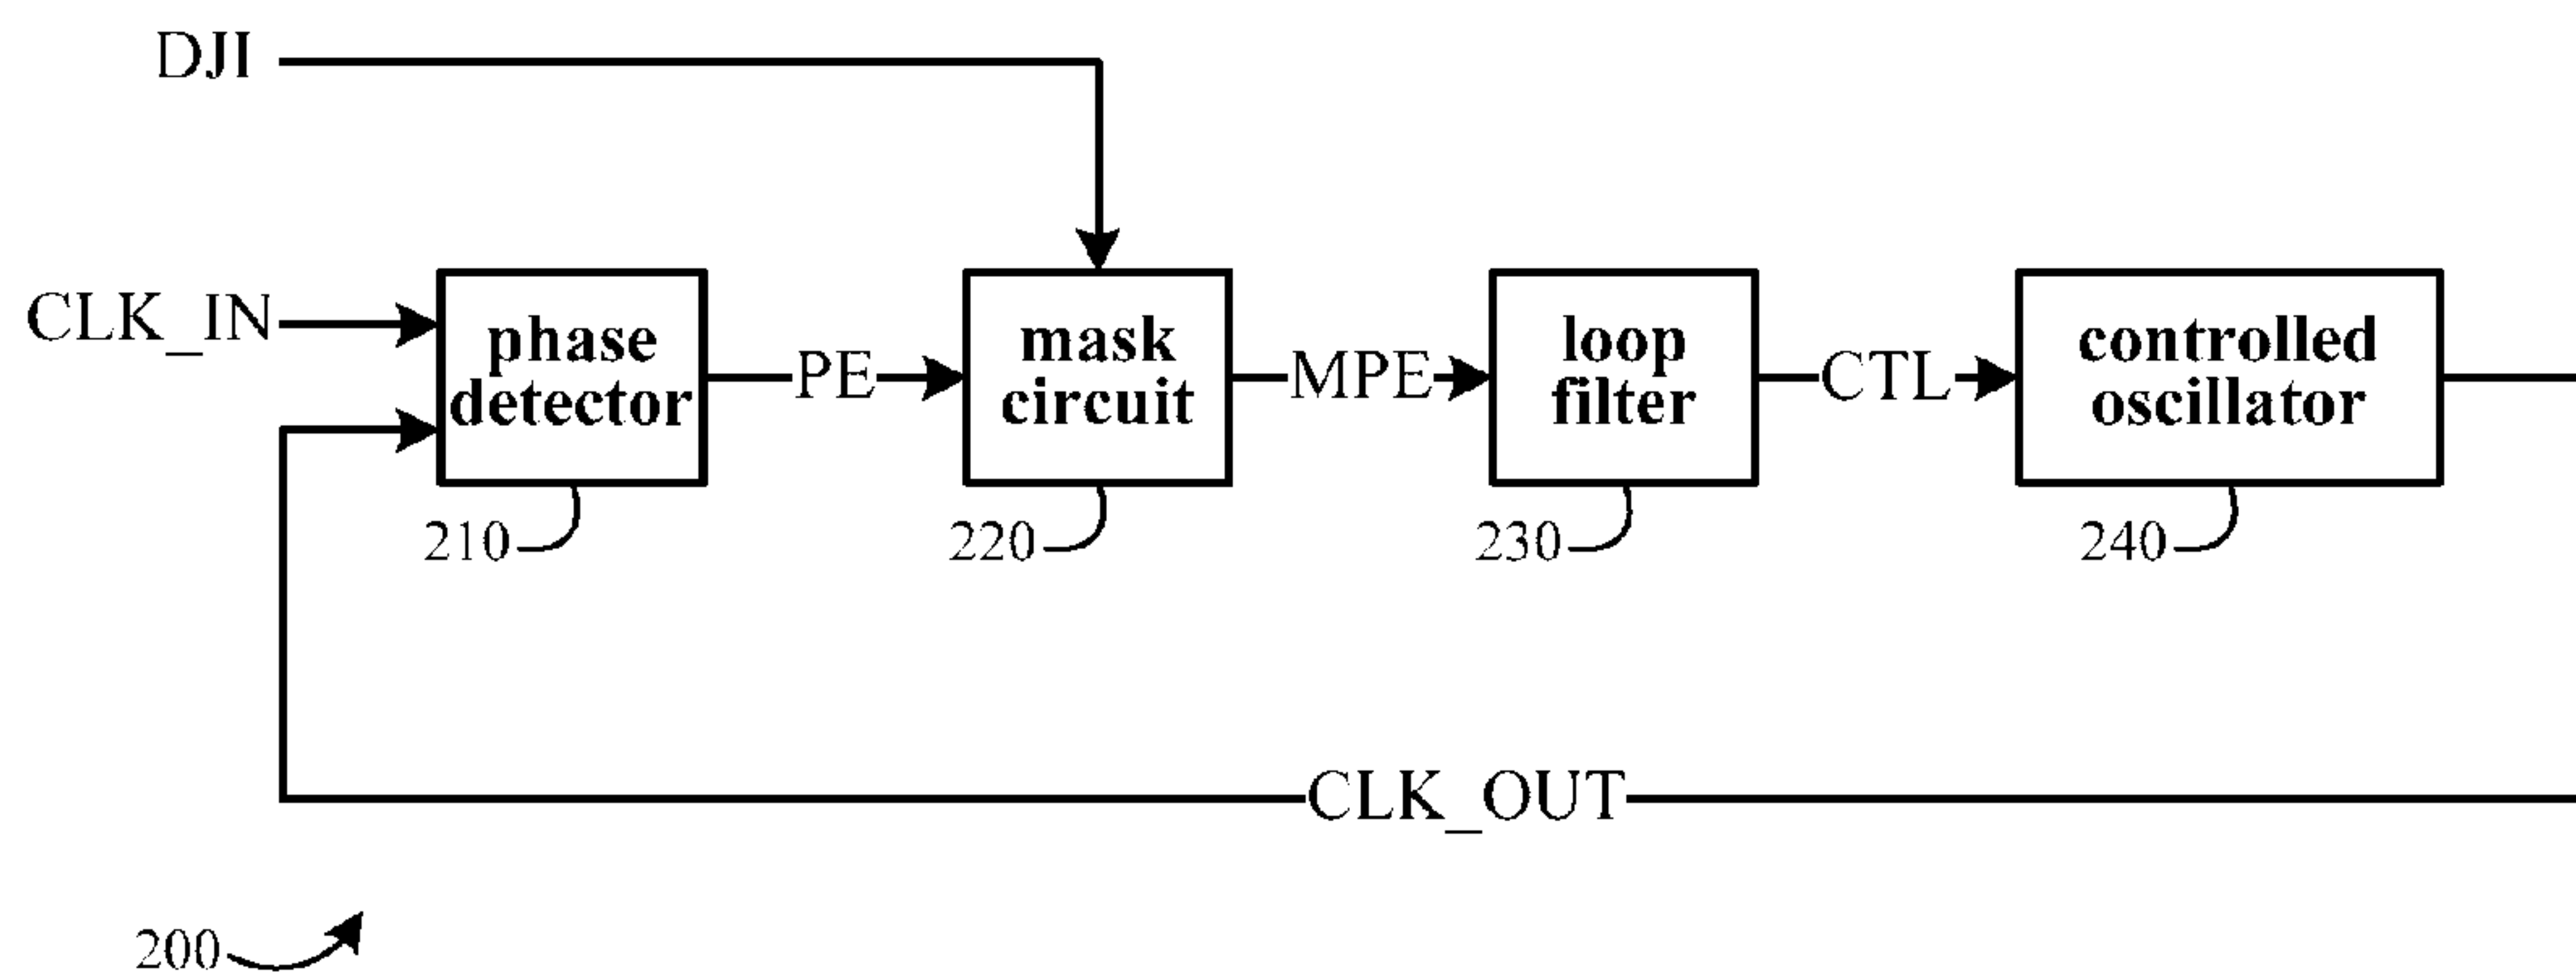 DJI
CLK_IN
phase
detector
PE
mask
circuit
MPE
loop
filter
CTL
controlled
oscillator
210
220
230
240
CLK_OUT
200